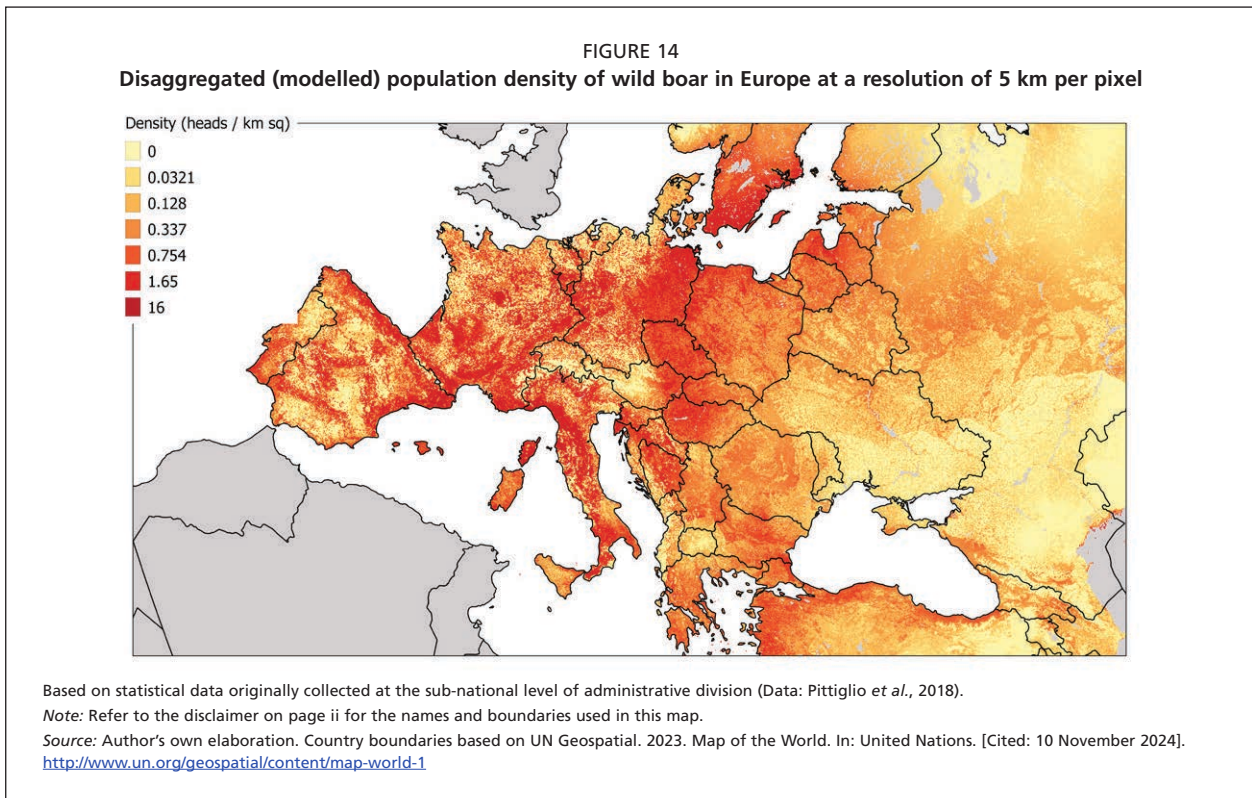 FIGURE 14
Disaggregated (modelled) population density of wild boar in Europe at a resolution of 5 km per pixel
Density (heads / km sq)
0
0.0321
0.128
0.337
0.754
1.65
16
Based on statistical data originally collected at the sub-national level of administrative division (Data: Pittiglio et al., 2018).
Note: Refer to the disclaimer on page ii for the names and boundaries used in this map.
Source: Author's own elaboration. Country boundaries based on UN Geospatial. 2023. Map of the World. In: United Nations. [Cited: 10 November 2024].
http://www.un.org/geospatial/content/map-world-1